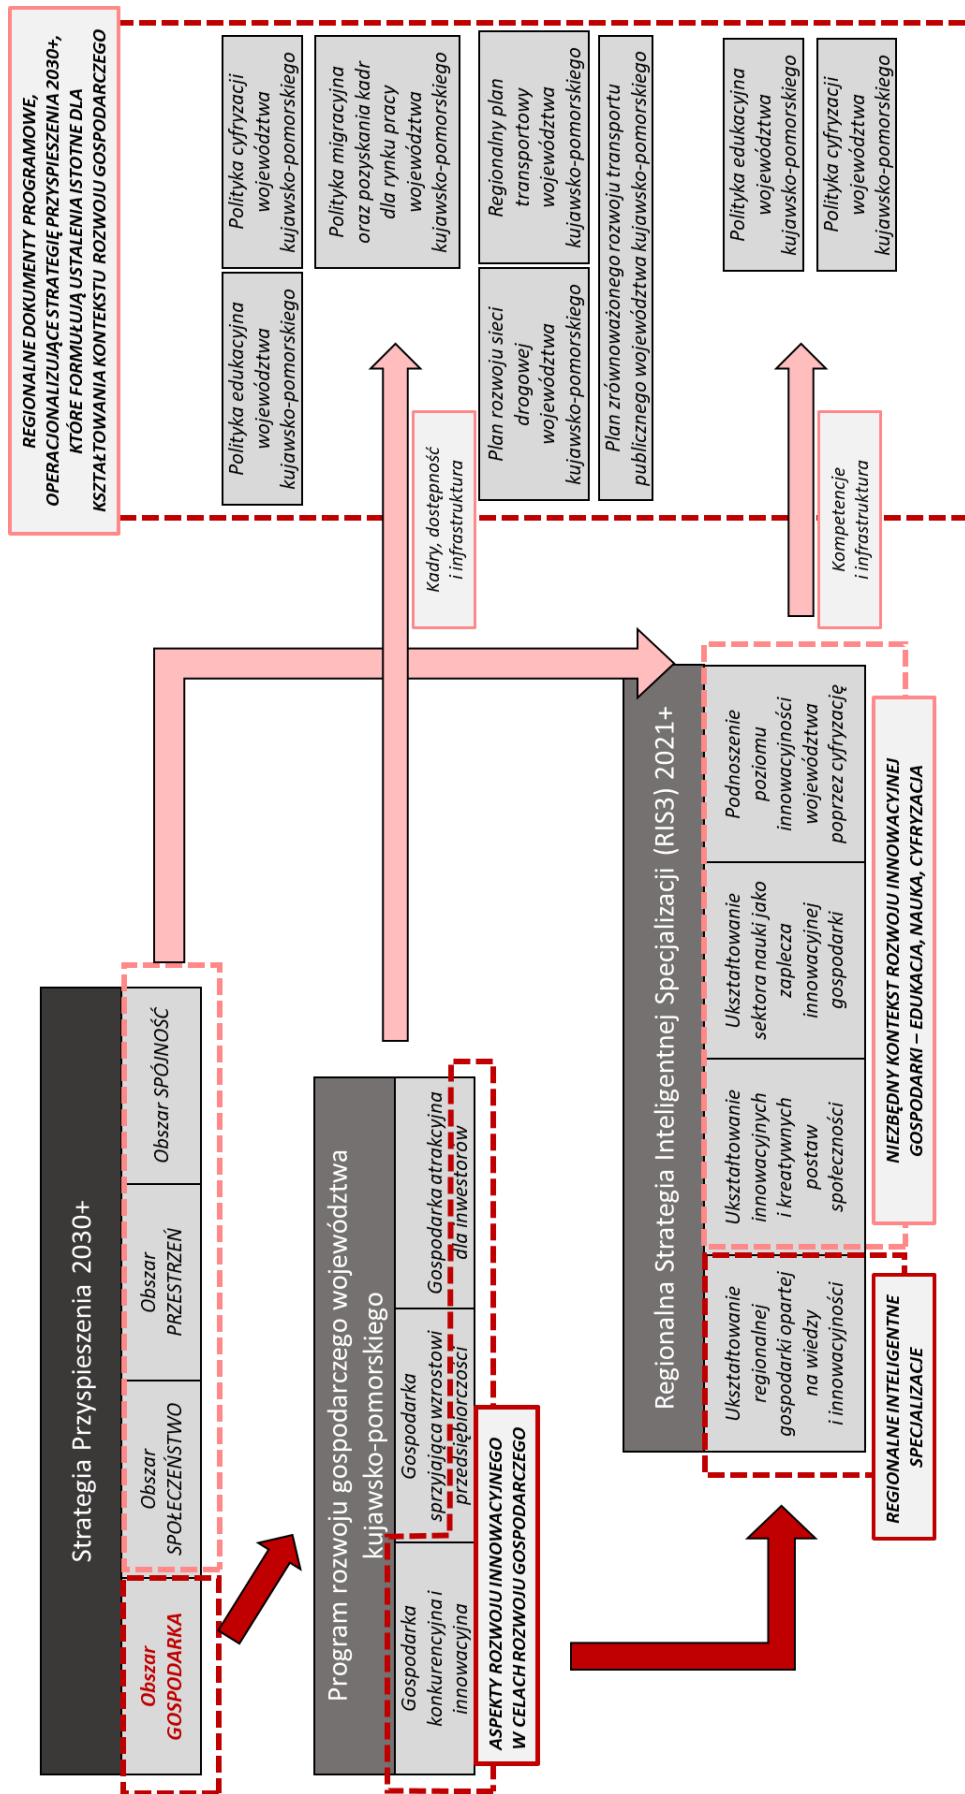 Strategia Przyspieszenia 2030+
Obszar
GOSPODARKA
Obszar
SPOŁECZEŃSTWO
Obszar
PRZESTRZEŃ
Obszar SPÓJNOŚĆ
Program rozwoju gospodarczego województwa
kujawsko-pomorskiego
Gospodarka
konkurencyjna i
innowacyjna
Gospodarka
sprzyjająca wzrostowi
przedsiębiorczości
Gospodarka atrakcyjna
dla inwestorów
ASPEKTY ROZWOJU INNOWACYJNEGO
W CELACH ROZWOJU GOSPODARCZEGO
Regionalna Strategia Inteligentnej Specjalizacji (RIS3) 2021+
Ukształtowanie
regionalnej
gospodarki opartej
na wiedzy
i innowacyjności
Ukształtowanie
innowacyjnych
i kreatywnych
postaw
społeczności
Ukształtowanie
sektora nauki jako
zaplecza
innowacyjnej
gospodarki
Podnoszenie
poziomu
innowacyjności
województwa
poprzez cyfryzację
REGIONALNE INTELIGENTNE
SPECJALIZACJE
NIEZBĘDNY KONTEKST ROZWOJU INNOWACYJNEJ
GOSPODARKI – EDUKACJA, NAUKA, CYFRYZACJA
REGIONALNE DOKUMENTY PROGRAMOWE,
OPERACJONALIZUJĄCE STRATEGIĘ PRZYSPIESZENIA 2030+,
KTÓRE FORMUŁUJĄ USTALENIA ISTOTNE DLA
KSZTAŁTOWANIA KONTEKSTU ROZWOJU GOSPODARCZEGO
Polityka edukacyjna
województwa
kujawsko-pomorskiego
Polityka cyfryzacji
województwa
kujawsko-pomorskiego
Polityka migracyjna
oraz pozyskania kadr
dla rynku pracy
województwa
kujawsko-pomorskiego
Kadry, dostępność
i infrastruktura
Plan rozwoju sieci
drogowej
województwa
kujawsko-pomorskiego
Regionalny plan
transportowy
województwa
kujawsko-pomorskiego
Plan zrównoważonego rozwoju transportu
publicznego województwa kujawsko-pomorskiego
Polityka edukacyjna
województwa
kujawsko-pomorskiego
Polityka cyfryzacji
województwa
kujawsko-pomorskiego
Kompetencje
i infrastruktura